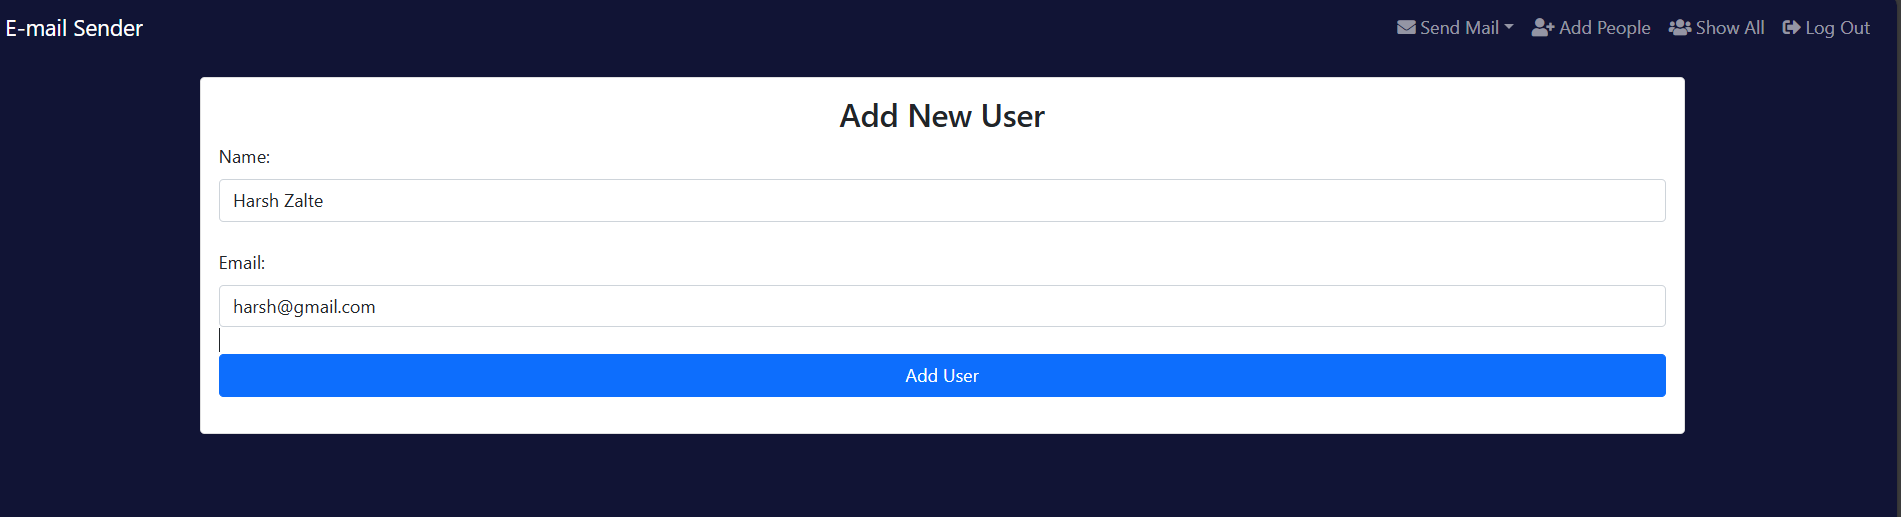 E-mail Sender
Send Mail Add People Show All Log Out
Add New User
Name:
Harsh Zalte
Email:
harsh@gmail.com
Add User